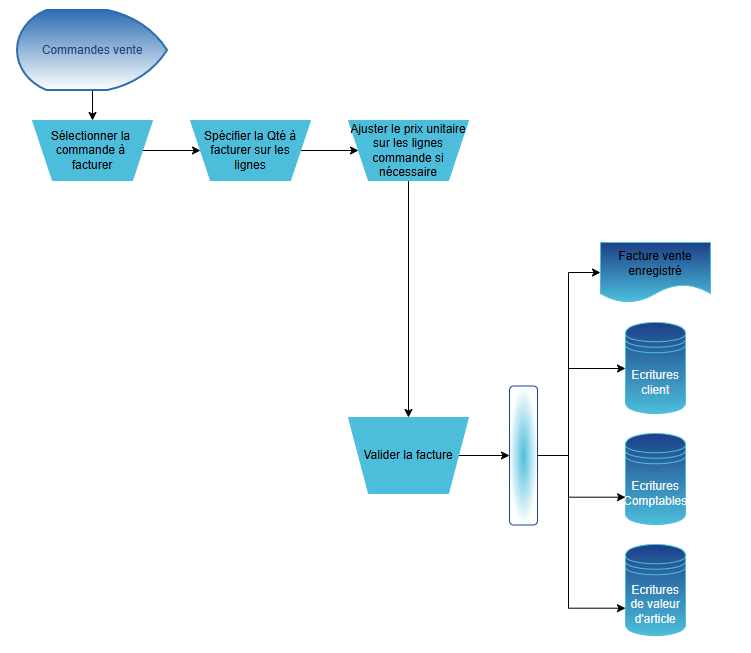 Commandes vente
Sélectionner la
commande à
facturer
Spécifier la Qté à
facturer sur les
lignes
Ajuster le prix unitaire
sur les lignes
commande si
nécessaire
Facture vente
enregistré
Ecritures
client
Valider la facture
Ecritures
Comptables
Ecritures
de valeur
d'article